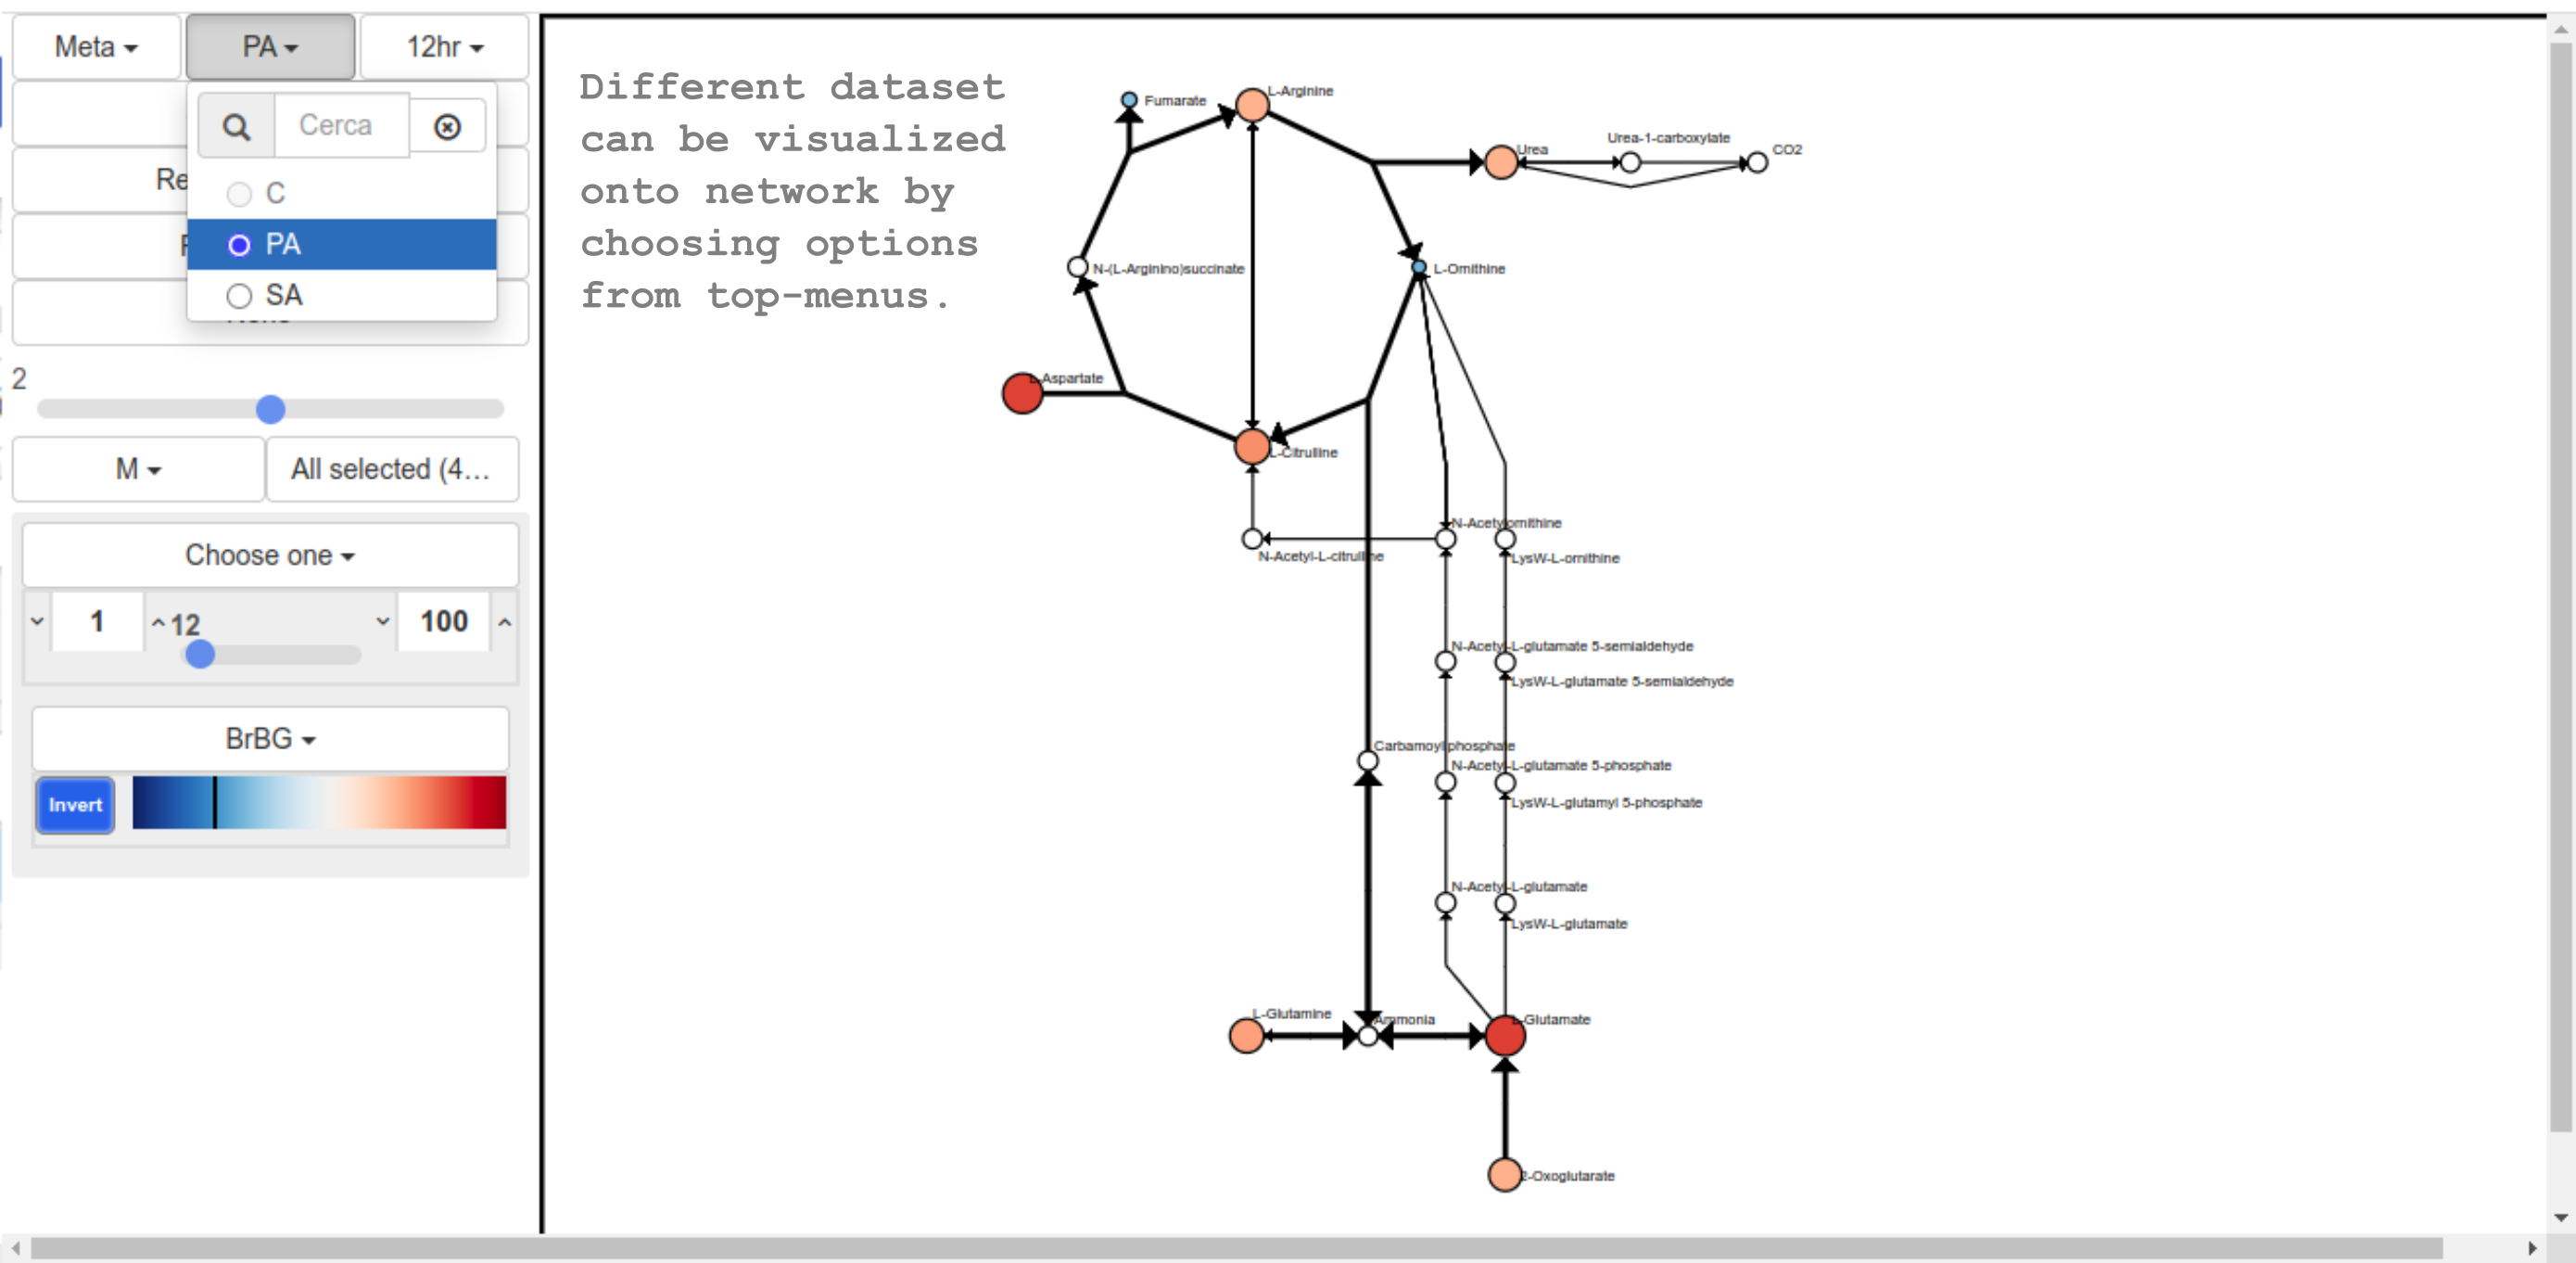 Meta
PA
12hr
Cerca
Re
C
PA
SA
2
M
All selected (4...
Choose one
1
12
100
BrBG
Invert
Different dataset
can be visualized
onto network by
choosing options
from top-menus.
Fumarate
L-Arginine
Urea
Urea-1-carboxylate
CO2
N-(L-Arginino)succinate
L-Ornithine
L-Aspartate
L-Citrulline
N-Acetylornithine
N-Acetyl-L-citrulline
LysW-L-ornithine
N-Acetyl-L-glutamate 5-semialdehyde
LysW-L-glutamate 5-semialdehyde
Carbamoyl phosphate
N-Acetyl-L-glutamate 5-phosphate
LysW-L-glutamyl 5-phosphate
N-Acetyl-L-glutamate
LysW-L-glutamate
L-Glutamine
Ammonia
L-Glutamate
2-Oxoglutarate